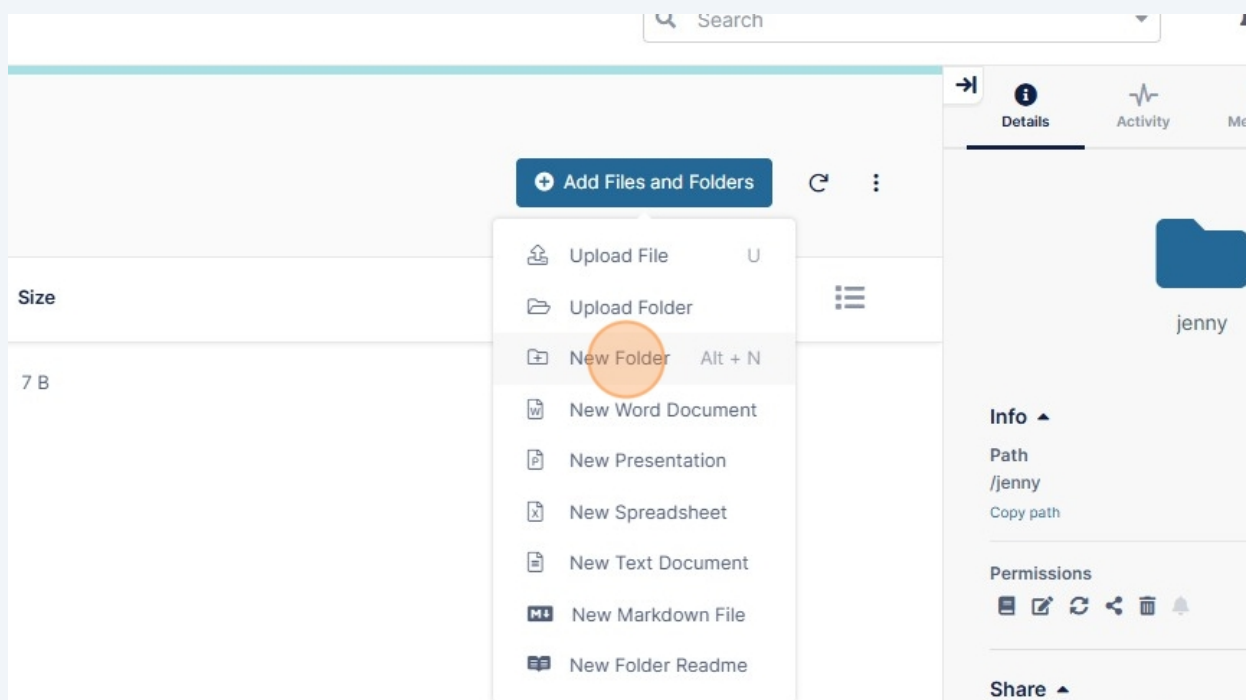 Search
Details
Activity
Add Files and Folders
Upload File U
Size
Upload Folder
jenny
New Folder Alt + N
7 B
New Word Document
Info
Path
New Presentation
/jenny
New Spreadsheet
Copy path
New Text Document
Permissions
New Markdown File
New Folder Readme
Share